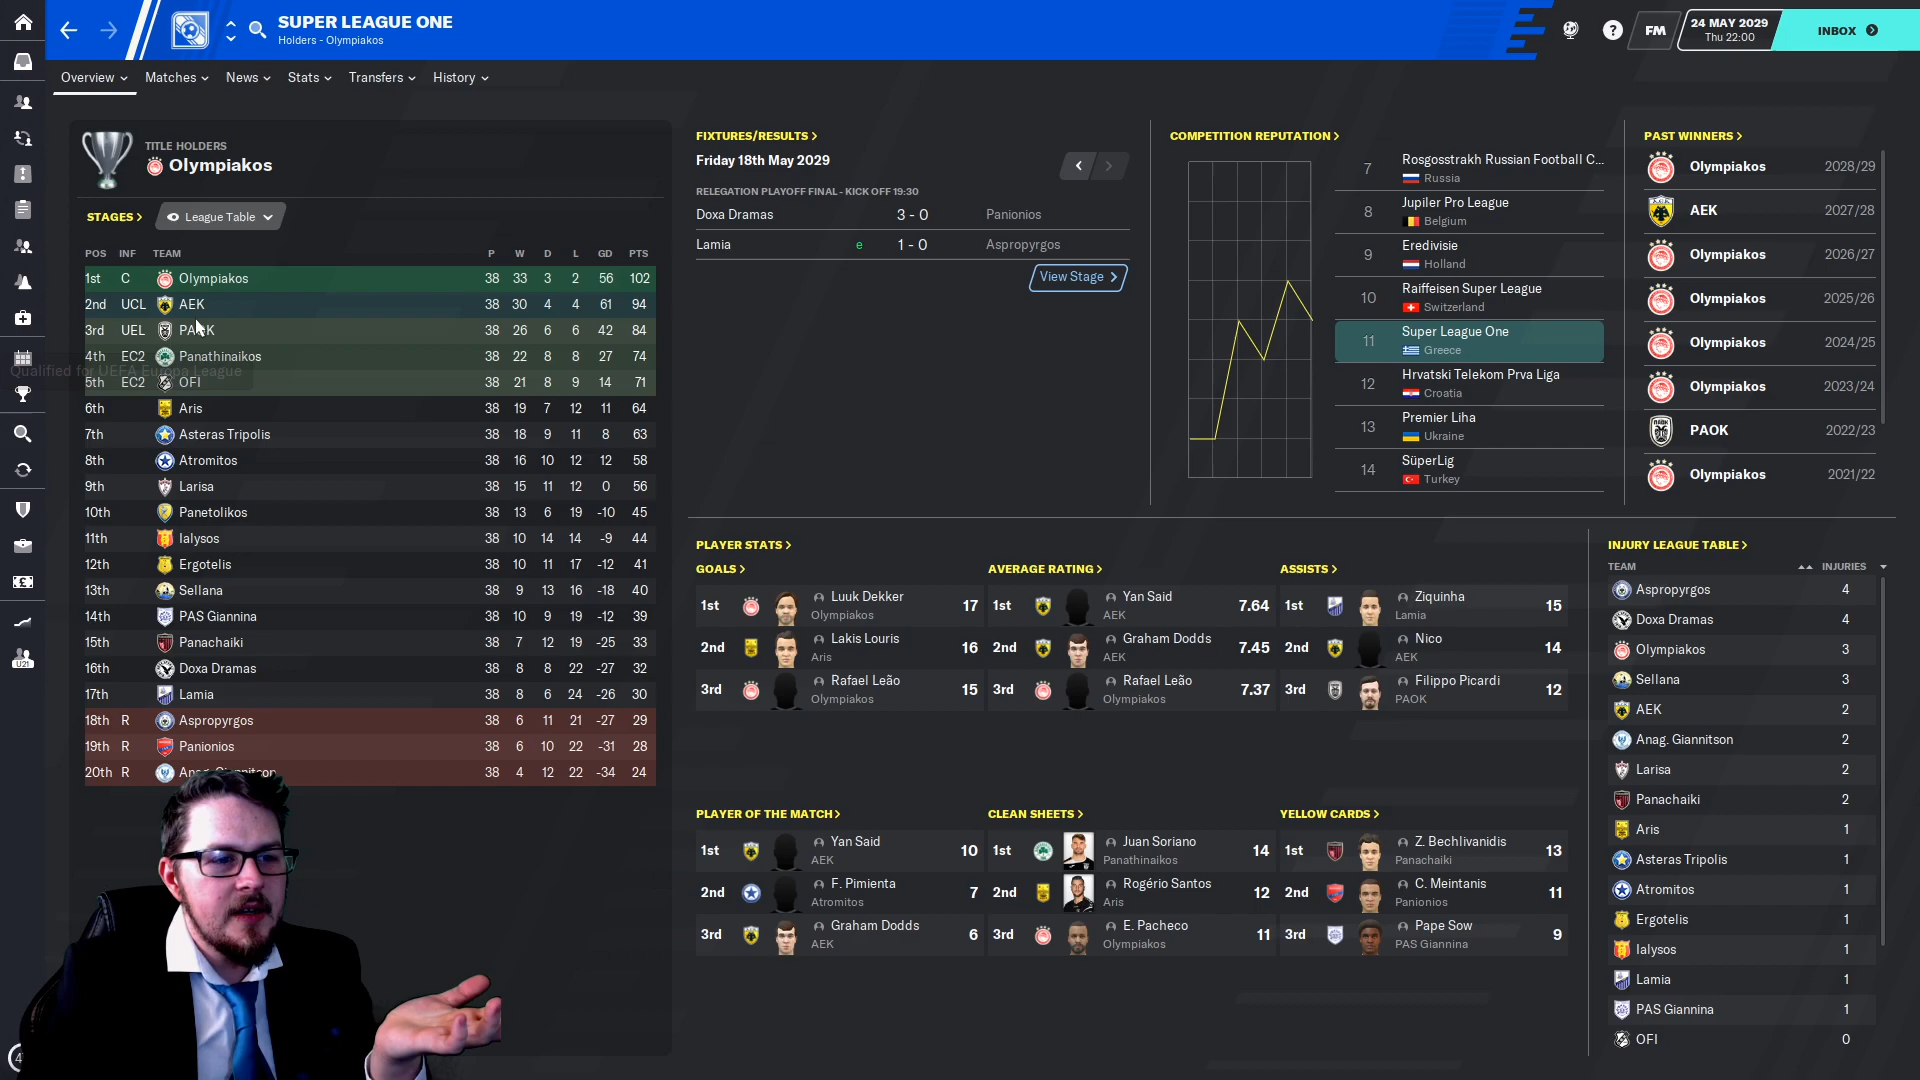 SUPER LEAGUE ONE
Holders - Olympiakos
FM
24 MAY 2029
Thu 22:00
INBOX
Overview
Matches
News
Stats
Transfers
History
TITLE HOLDERS
Olympiakos
STAGES
League Table
POS INF TEAM P W D L GD PTS
1st C Olympiakos 38 33 3 2 56 102
2nd UCL AEK 38 30 4 4 61 94
3rd UEL PAOK 38 26 6 6 42 84
4th EC2 Panathinaikos 38 22 8 8 27 74
Qualified for UEFA Europa League
5th EC2 OFI 38 21 8 9 14 71
6th Aris 38 19 7 12 11 64
7th Asteras Tripolis 38 18 9 11 8 63
8th Atromitos 38 16 10 12 12 58
9th Larisa 38 15 11 12 0 56
10th Panetolikos 38 13 6 19 -10 45
11th Ialysos 38 10 14 14 -9 44
12th Ergotelis 38 10 11 17 -12 41
13th Sellana 38 9 13 16 -18 40
14th PAS Giannina 38 10 9 19 -12 39
15th Panachaiki 38 7 12 19 -25 33
16th Doxa Dramas 38 8 8 22 -27 32
17th Lamia 38 8 6 24 -26 30
18th R Aspropyrgos 38 6 11 21 -27 29
19th R Panionios 38 6 10 22 -31 28
20th R Anag. Giannitson 38 4 12 22 -34 24
FIXTURES/RESULTS
Friday 18th May 2029
RELEGATION PLAYOFF FINAL - KICK OFF 19:30
Doxa Dramas 3 - 0 Panionios
Lamia e 1 - 0 Aspropyrgos
View Stage
COMPETITION REPUTATION
7 Rosgosstrakh Russian Football C...
Russia
8 Jupiler Pro League
Belgium
9 Eredivisie
Holland
10 Raiffeisen Super League
Switzerland
11 Super League One
Greece
12 Hrvatski Telekom Prva Liga
Croatia
13 Premier Liha
Ukraine
14 SüperLig
Turkey
PAST WINNERS
Olympiakos 2028/29
AEK 2027/28
Olympiakos 2026/27
Olympiakos 2025/26
Olympiakos 2024/25
Olympiakos 2023/24
PAOK 2022/23
Olympiakos 2021/22
PLAYER STATS
GOALS
1st Luuk Dekker 17
Olympiakos
2nd Lakis Louris 16
Aris
3rd Rafael Leão 15
Olympiakos
AVERAGE RATING
1st Yan Said 7.64
AEK
2nd Graham Dodds 7.45
AEK
3rd Rafael Leão 7.37
Olympiakos
ASSISTS
1st Ziquinha 15
Lamia
2nd Nico 14
AEK
3rd Filippo Picardi 12
PAOK
PLAYER OF THE MATCH
1st Yan Said 10
AEK
2nd F. Pimienta 7
Atromitos
3rd Graham Dodds 6
AEK
CLEAN SHEETS
1st Juan Soriano 14
Panathinaikos
2nd Rogério Santos 12
Aris
3rd E. Pacheco 11
Olympiakos
YELLOW CARDS
1st Z. Bechlivanidis 13
Panachaiki
2nd C. Meintanis 11
Panionios
3rd Pape Sow 9
PAS Giannina
INJURY LEAGUE TABLE
TEAM INJURIES
Aspropyrgos 4
Doxa Dramas 4
Olympiakos 3
Sellana 3
AEK 2
Anag. Giannitson 2
Larisa 2
Panachaiki 2
Aris 1
Asteras Tripolis 1
Atromitos 1
Ergotelis 1
Ialysos 1
Lamia 1
PAS Giannina 1
OFI 0
U21